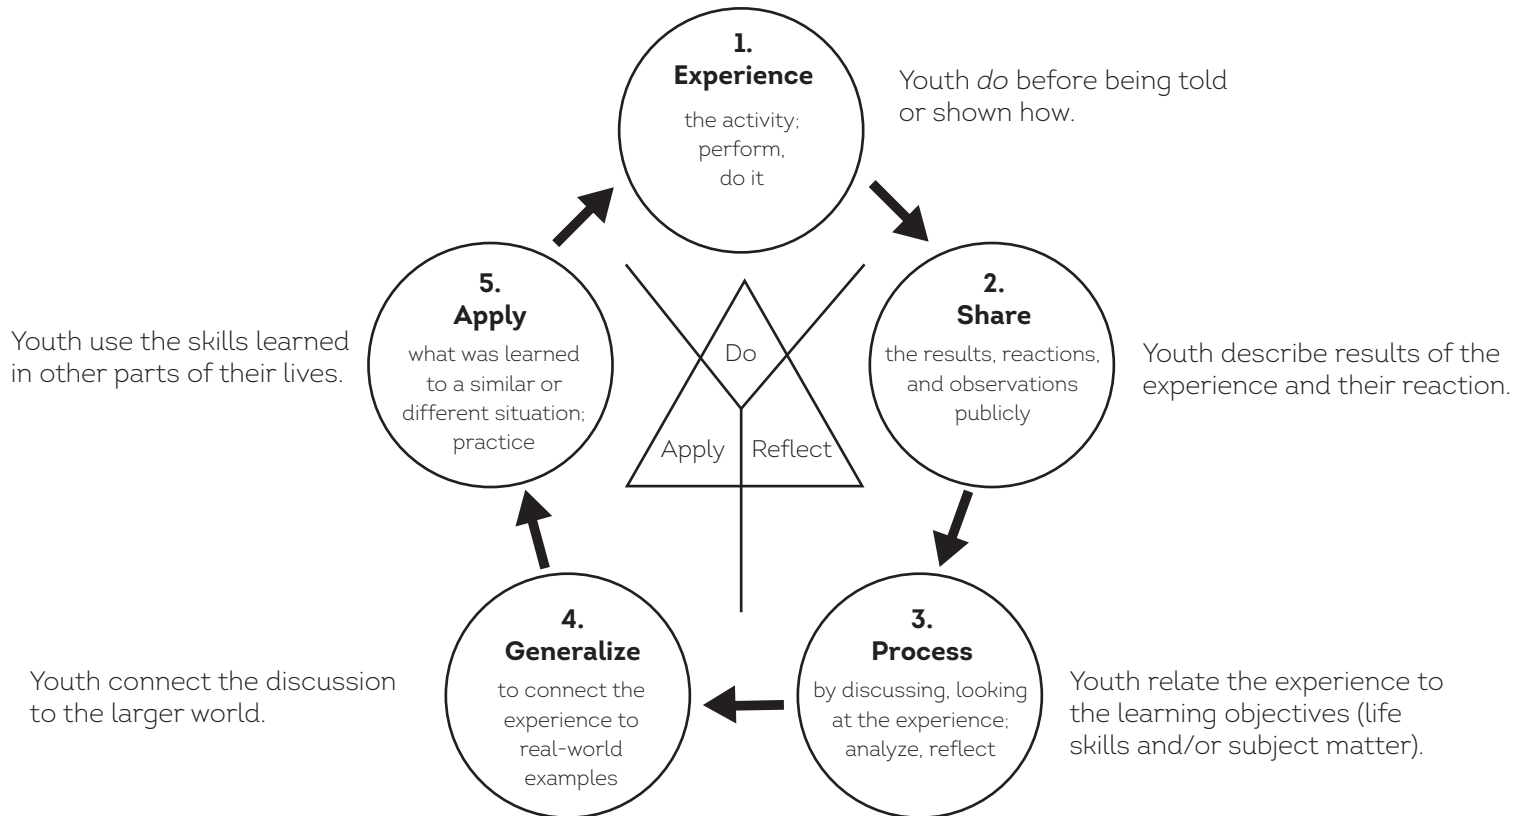 1.
Experience
the activity;
perform,
do it
Youth do before being told
or shown how.
2.
Share
the results, reactions,
and observations
publicly
Youth describe results of the
experience and their reaction.
3.
Process
by discussing, looking
at the experience;
analyze, reflect
Youth relate the experience to
the learning objectives (life
skills and/or subject matter).
4.
Generalize
to connect the
experience to
real-world
examples
Youth connect the discussion
to the larger world.
5.
Apply
what was learned
to a similar or
different situation;
practice
Youth use the skills learned
in other parts of their lives.
Do
Apply
Reflect